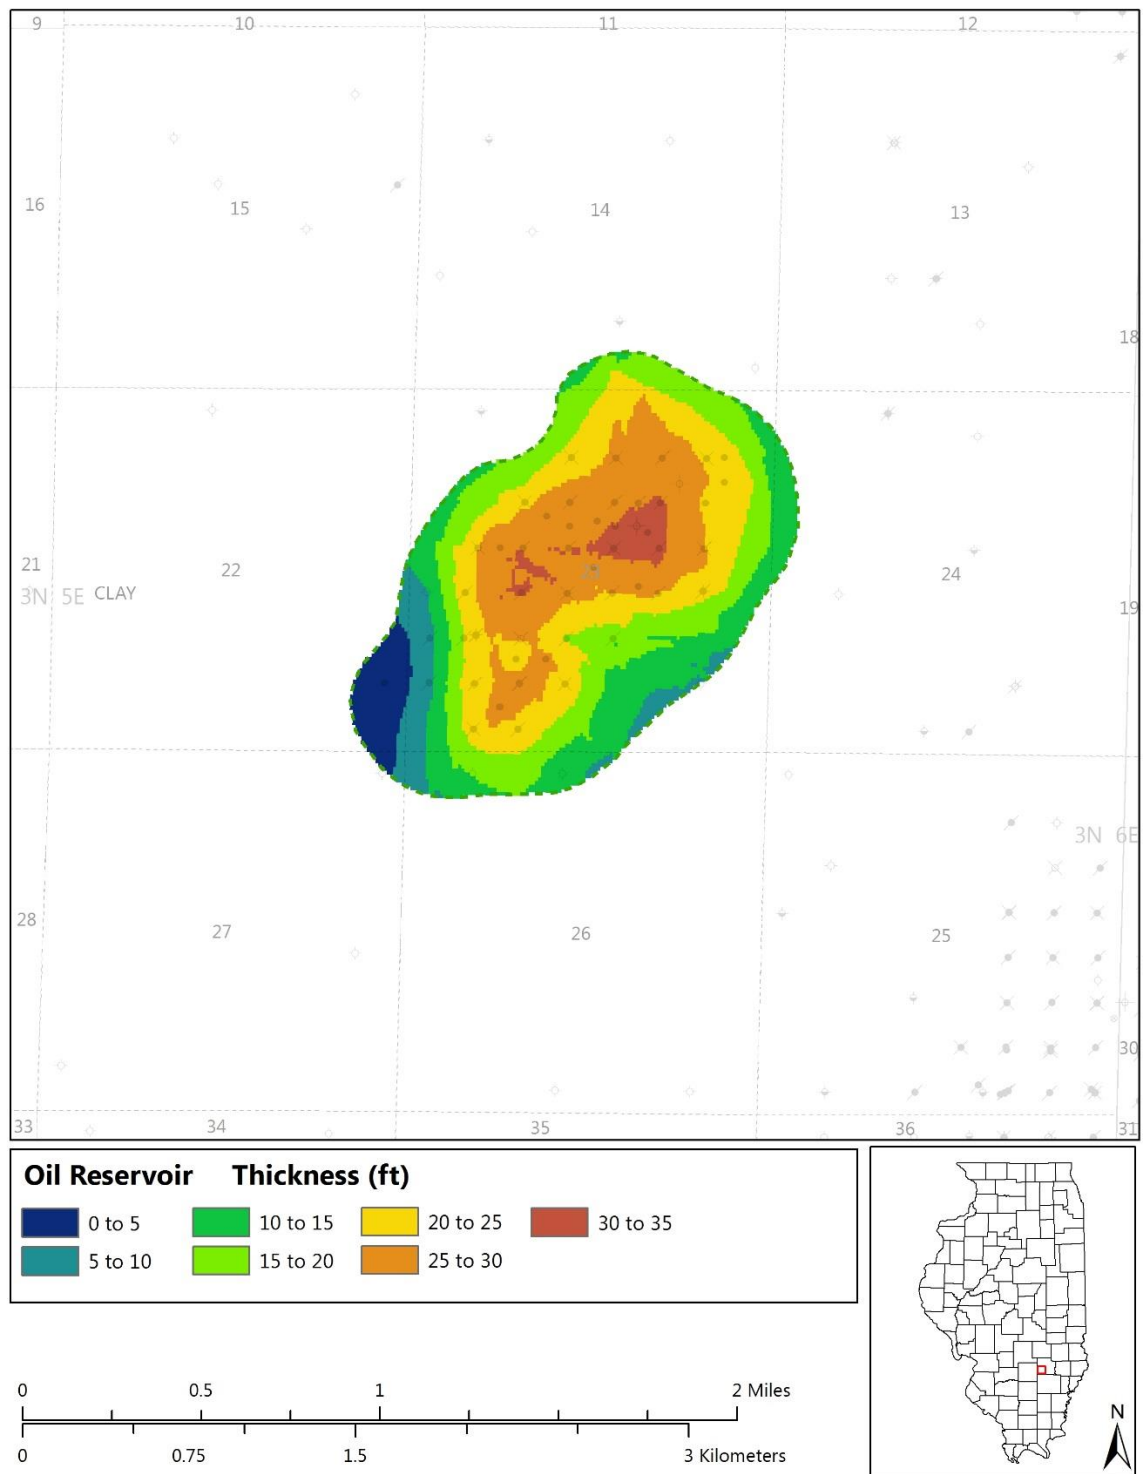 9 10 11 12
16 15 14 13
18
21 22 23 24
3N 5E CLAY
19
3N 6E
28 27 26 25
30
33 34 35 36 31
Oil Reservoir Thickness (ft)
0 to 5 10 to 15 20 to 25 30 to 35
5 to 10 15 to 20 25 to 30
0 0.5 1 2 Miles
0 0.75 1.5 3 Kilometers
N